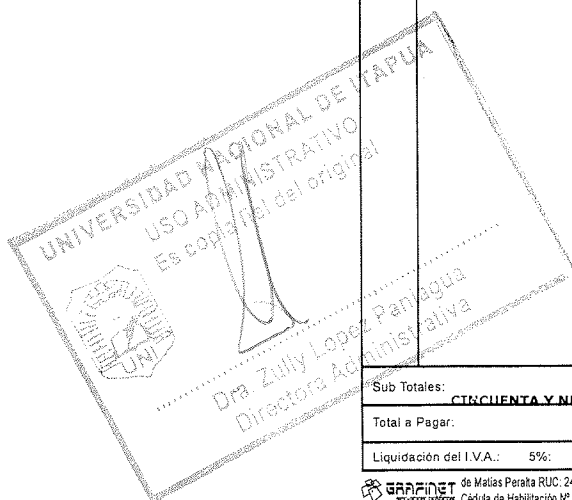 UNIVERSIDAD NACIONAL DE ITAPUA
USO ADMINISTRATIVO
Es copia fiel del original
UNI
Dra. Zully Lopez Paniagua
Directora Administrativa
Sub Totales:
CINCUENTA Y
Total a Pagar:
Liquidación del I.V.A.: 5%:
GRAFINET de Matias Peralta RUC: 24
Cédula de Habilitación N°